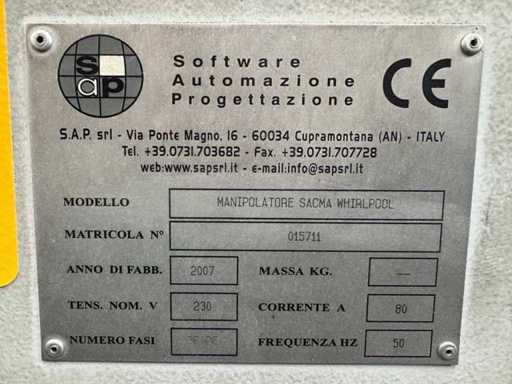 sap
Software
Automazione
Progettazione
CE
S.A.P. srl - Via Ponte Magno, 16 - 60034 Cupramontana (AN) - ITALY
Tel. +39.0731.703682 - Fax. +39.0731.707728
web:www.sapsrl.it - e-mail:info@sapsrl.it
MODELLO MANIPOLATORE SACMA WHIRLPOOL
MATRICOLA N° 015711
ANNO DI FABB. 2007 MASSA KG. __
TENS. NOM. V 230 CORRENTE A 80
NUMERO FASI FREQUENZA HZ 50